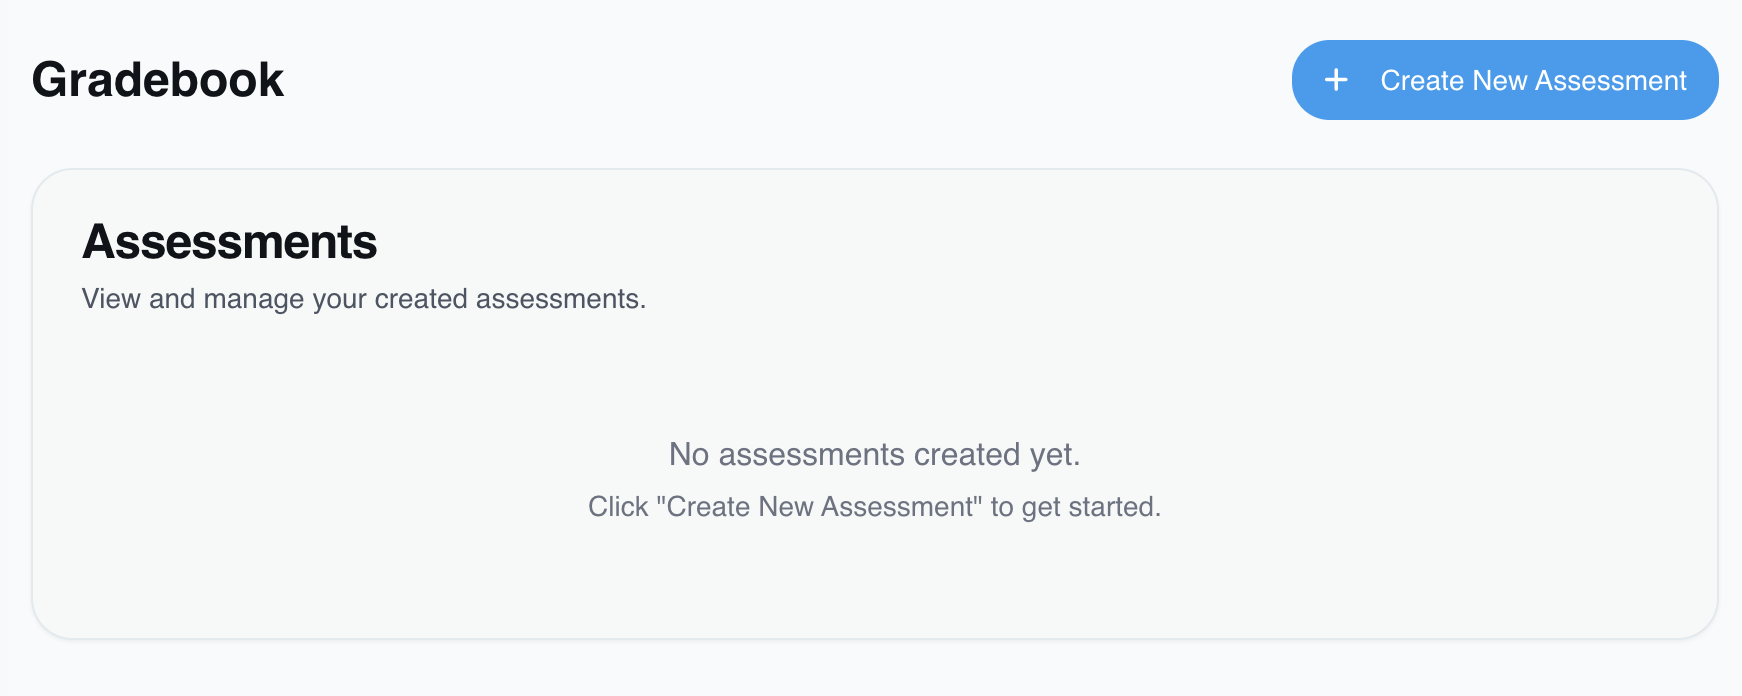 Gradebook
+ Create New Assessment
Assessments
View and manage your created assessments.
No assessments created yet.
Click "Create New Assessment" to get started.